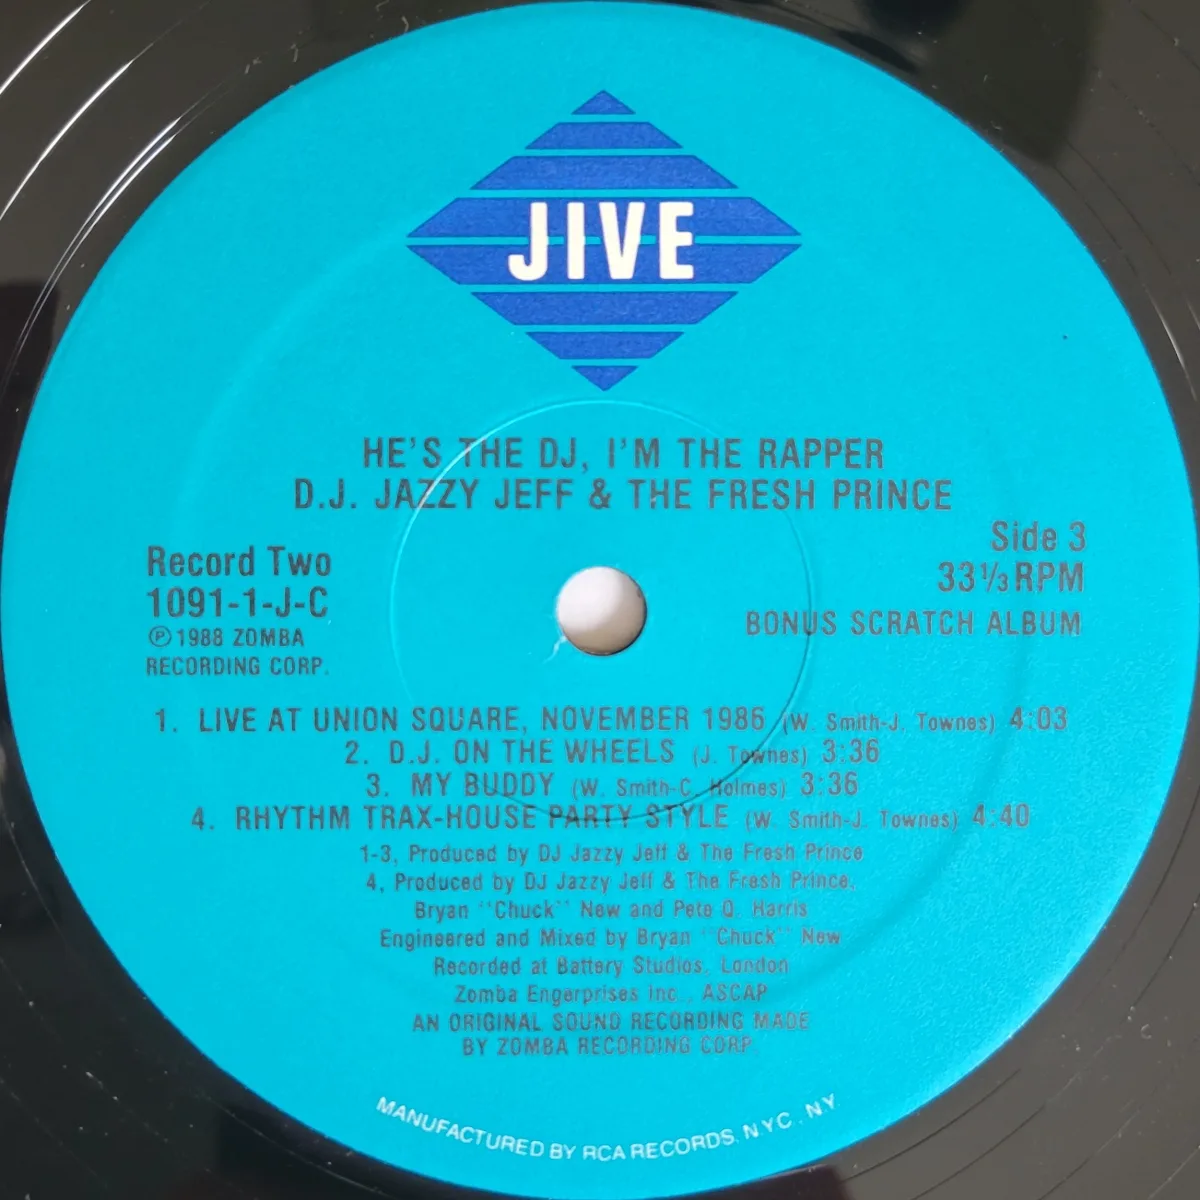 JIVE
HE'S THE DJ, I'M THE RAPPER
D.J. JAZZY JEFF & THE FRESH PRINCE
Side 3
33⅓ RPM
BONUS SCRATCH ALBUM
Record Two
1091-1-J-C
℗ 1988 ZOMBA
RECORDING CORP.
1. LIVE AT UNION SQUARE, NOVEMBER 1986 (W. Smith-J. Townes) 4:03
2. D.J. ON THE WHEELS (J. Townes) 3:36
3. MY BUDDY (W. Smith-C. Holmes) 3:36
4. RHYTHM TRAX-HOUSE PARTY STYLE (W. Smith-J. Townes) 4:40
1-3, Produced by DJ Jazzy Jeff & The Fresh Prince
4, Produced by DJ Jazzy Jeff & The Fresh Prince,
Bryan "Chuck" New and Pete Q. Harris
Engineered and Mixed by Bryan "Chuck" New
Recorded at Battery Studios, London
Zomba Engerprises Inc., ASCAP
AN ORIGINAL SOUND RECORDING MADE
BY ZOMBA RECORDING CORP.
MANUFACTURED BY RCA RECORDS, N.Y.C., N.Y.